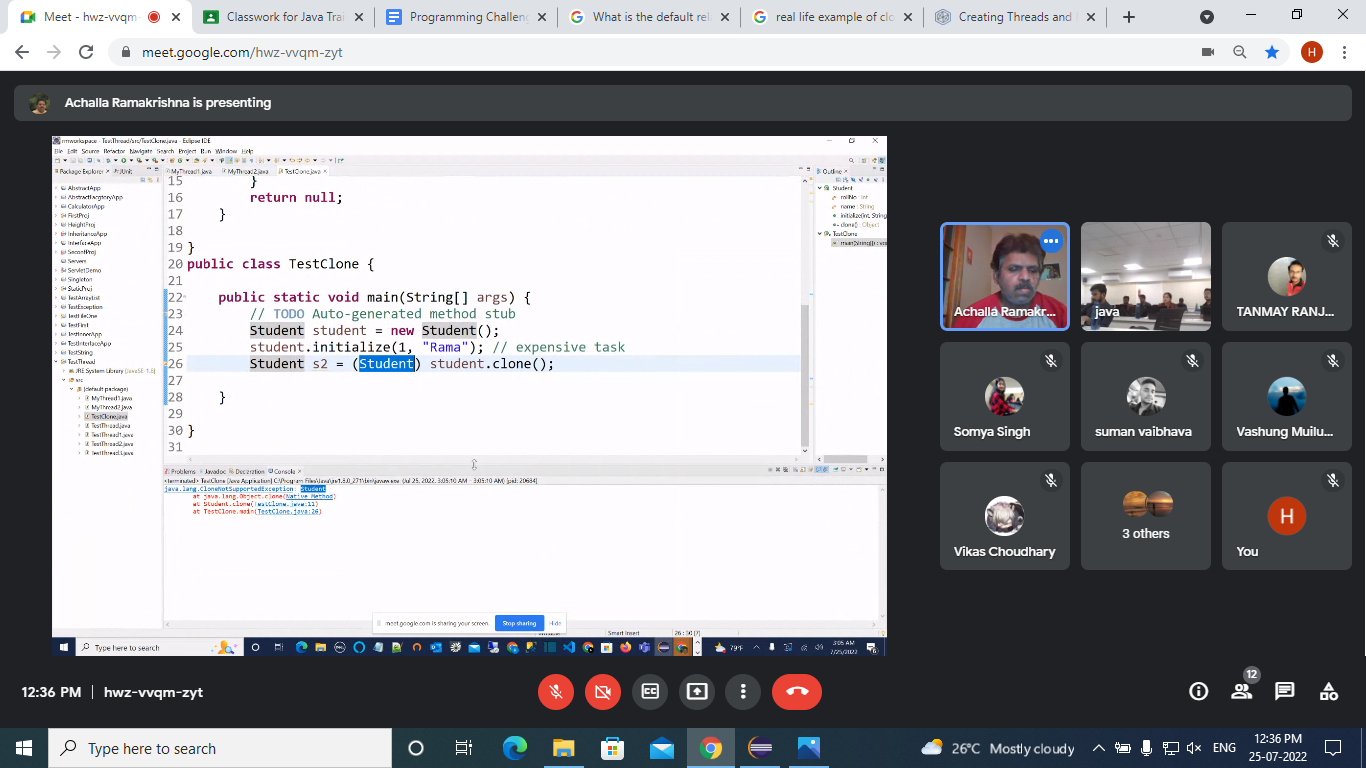 Meet - hwz-vvqm-
Classwork for Java Trai
Programming Challen
What is the default rel
real life example of clo
Creating Threads and
meet.google.com/hwz-vvqm-zyt
H
Achalla Ramakrishna is presenting
rmworkspace - TestThread/src/TestClone.java - Eclipse IDE
File Edit Source Refactor Navigate Search Project Run Window Help
Package Explorer
JUnit
MyThread1.java
MyThread2.java
TestClone.java
Outline
AbstractApp
AbstractFacgtoryApp
CalculatorApp
FirstProj
HeightProj
InheritanceApp
InterfaceApp
SecontProj
Servers
ServletDemo
Singleton
StaticProj
TestArrayList
TestException
TestFileOne
TestFirst
TestInnerApp
TestInterfaceApp
TestString
TestThread
JRE System Library [JavaSE-1.8]
src
(default package)
MyThread1.java
MyThread2.java
TestClone.java
TestThread.java
TestThread1.java
TestThread2.java
TestThread3.java
15 }
16 return null;
17 }
18
19 }
20 public class TestClone {
21
22 public static void main(String[] args) {
23 // TODO Auto-generated method stub
24 Student student = new Student();
25 student.initialize(1, "Rama"); // expensive task
26 Student s2 = (Student) student.clone();
27
28 }
29
30 }
31
Student
rollNo : int
name : String
initialize(int, String
clone() : Object
TestClone
main(String[]) : voi
Problems
Javadoc
Declaration
Console
<terminated> TestClone [Java Application] C:\Program Files\Java\jre1.8.0_271\bin\javaw.exe (Jul 25, 2022, 3:05:10 AM – 3:05:10 AM) [pid: 20684]
java.lang.CloneNotSupportedException: Student
at java.lang.Object.clone(Native Method)
at Student.clone(TestClone.java:11)
at TestClone.main(TestClone.java:26)
meet.google.com is sharing your screen.
Stop sharing
Hide
Writable
Smart Insert
26 : 30 [7]
Type here to search
79°F
3:05 AM
7/25/2022
Achalla Ramakr...
java
TANMAY RANJ...
Somya Singh
suman vaibhava
Vashung Muilu...
Vikas Choudhary
3 others
H
You
12:36 PM | hwz-vvqm-zyt
12
Type here to search
26°C Mostly cloudy
ENG
12:36 PM
25-07-2022